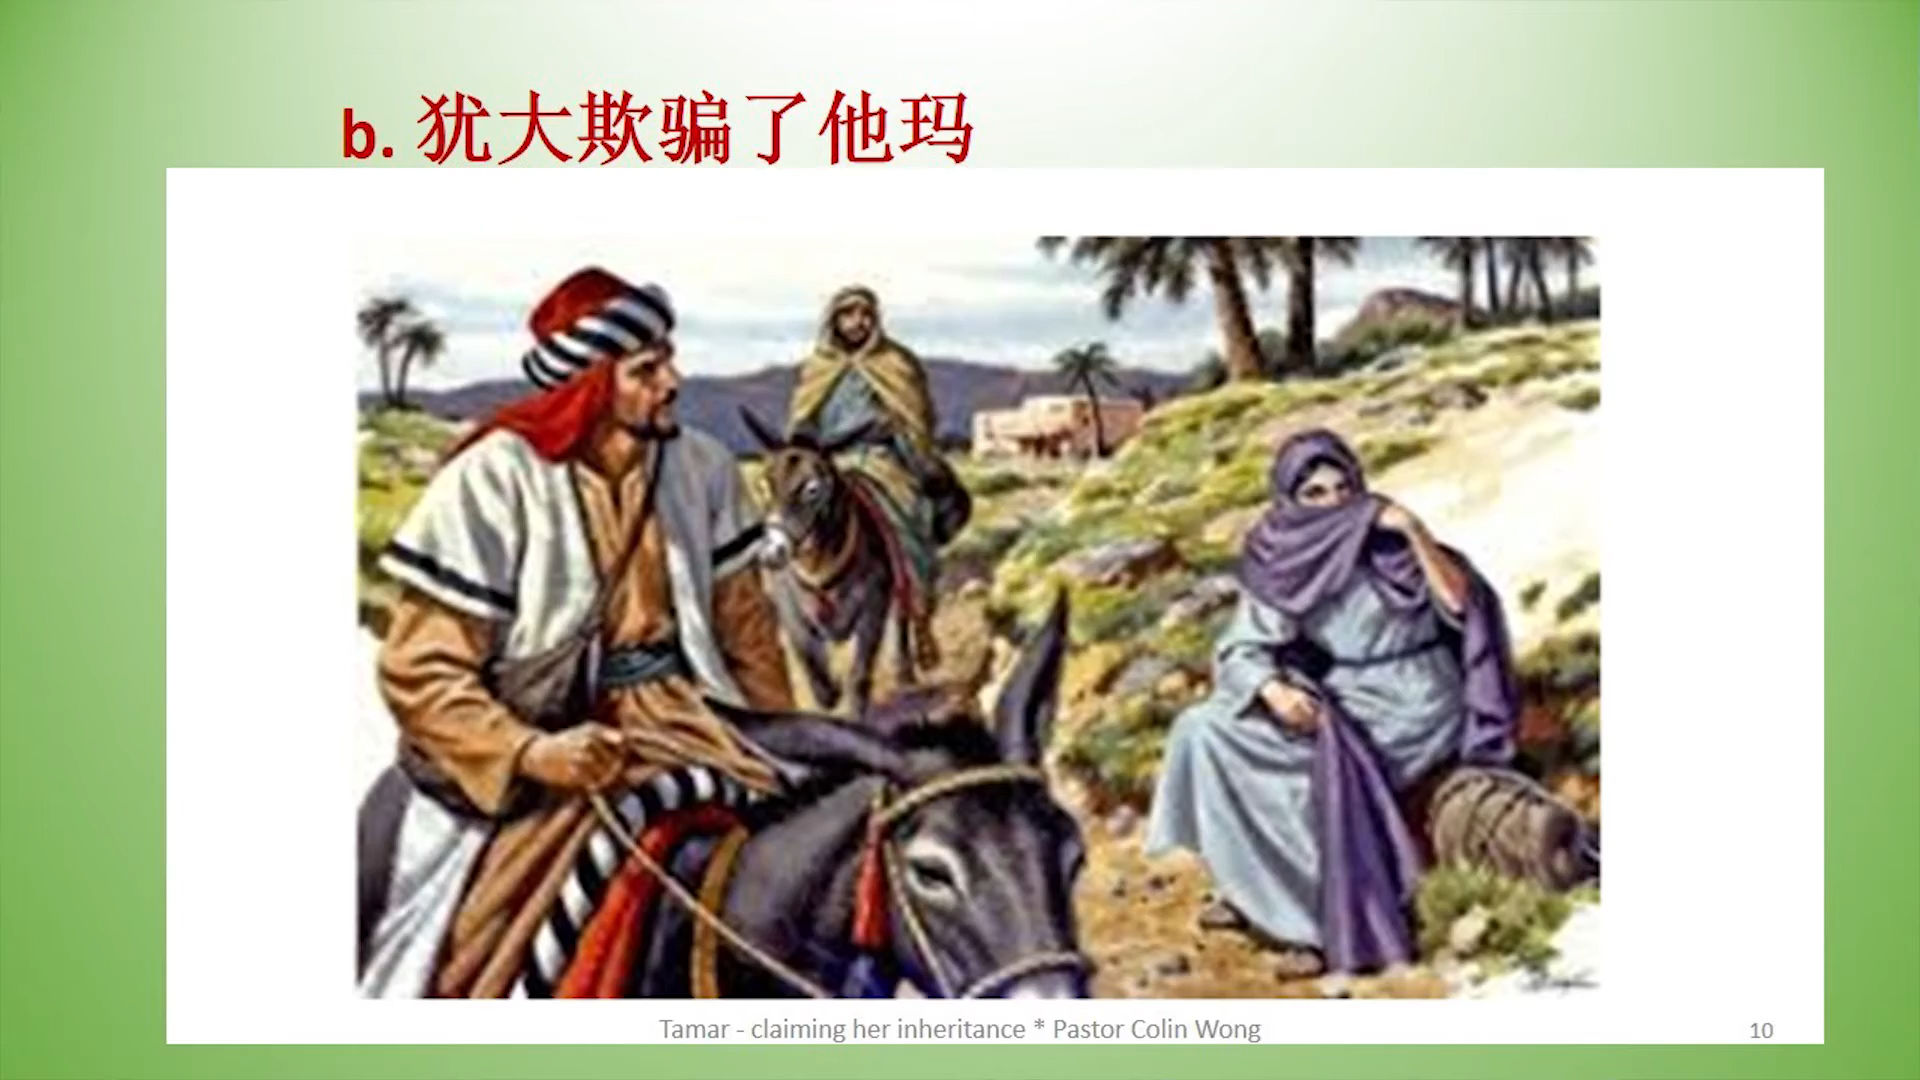 b. 犹大欺骗了他玛
Tamar - claiming her inheritance * Pastor Colin Wong
10